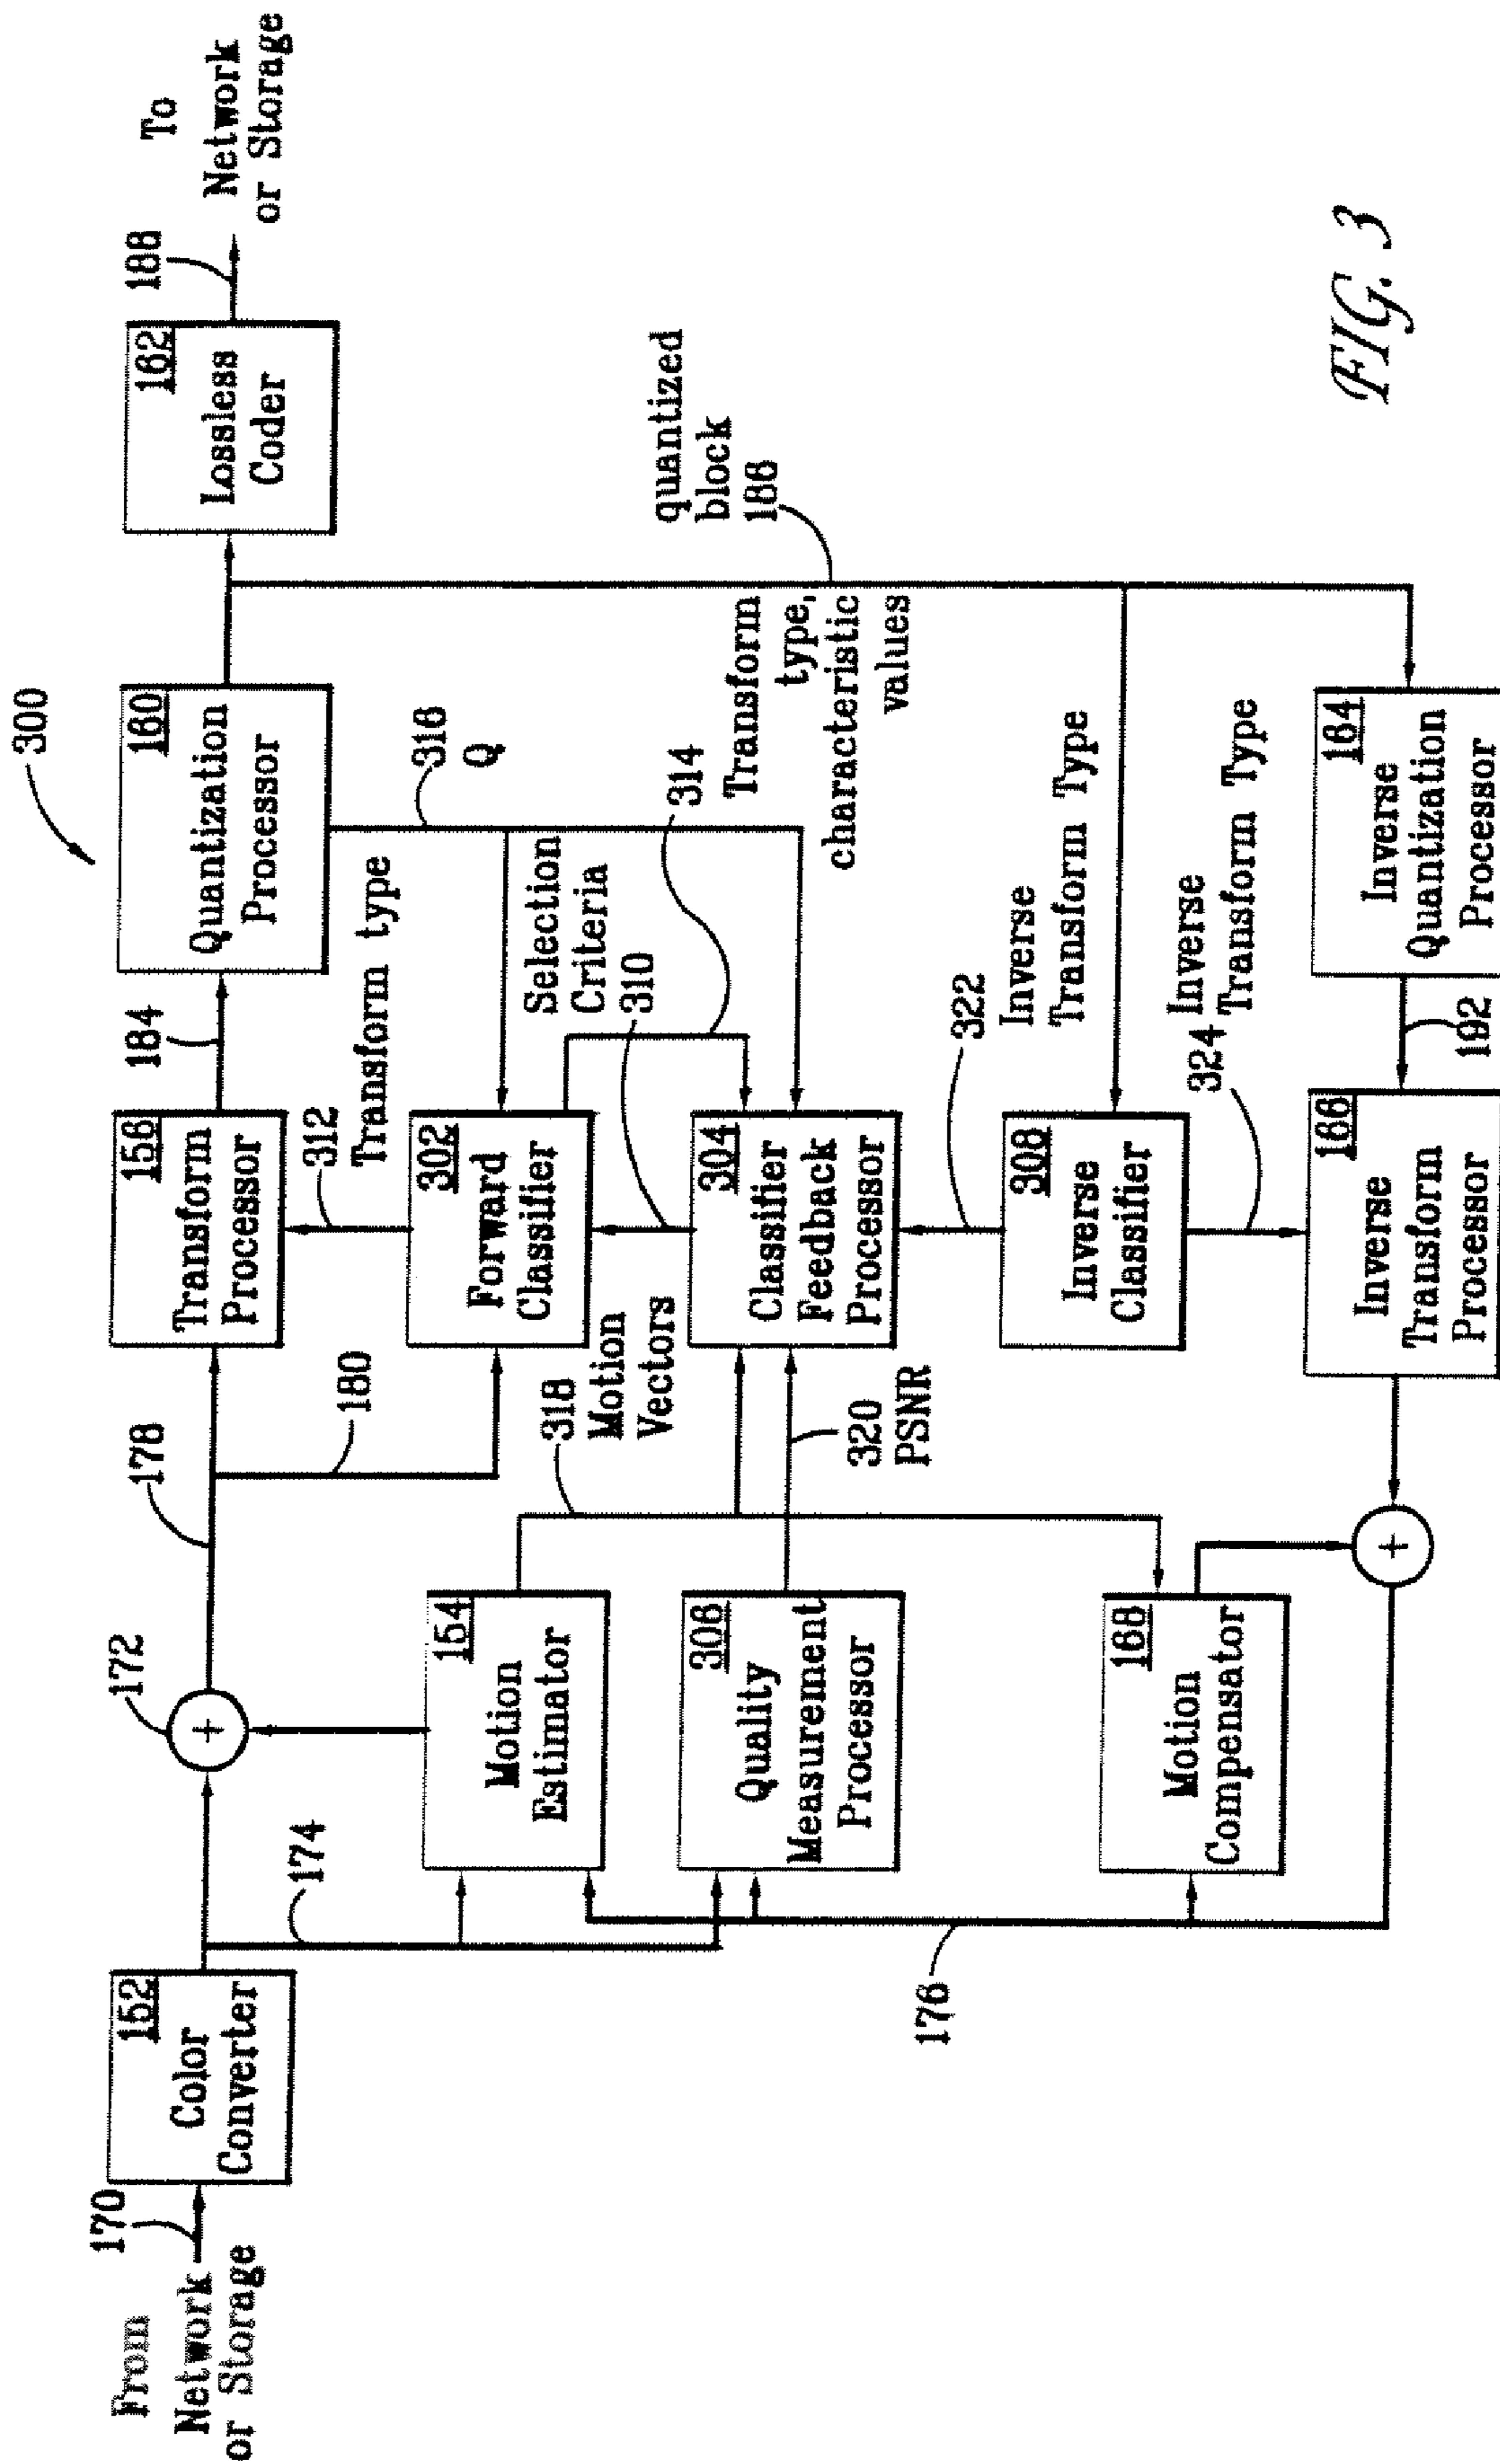 300
From
Network
or Storage
170
152
Color
Converter
174
172
178
180
156
Transform
Processor
184
160
Quantization
Processor
162
Lossless
Coder
188
To
Network
or Storage
154
Motion
Estimator
318
Motion
Vectors
312
Transform type
302
Forward
Classifier
Selection
Criteria
310
316
Q
314
Transform
type,
characteristic
values
quantized
block
186
306
Quality
Measurement
Processor
320
PSNR
304
Classifier
Feedback
Processor
322
Inverse
Transform Type
308
Inverse
Classifier
324
Inverse
Transform Type
176
168
Motion
Compensator
166
Inverse
Transform
Processor
192
164
Inverse
Quantization
Processor
+
+
FIG. 3